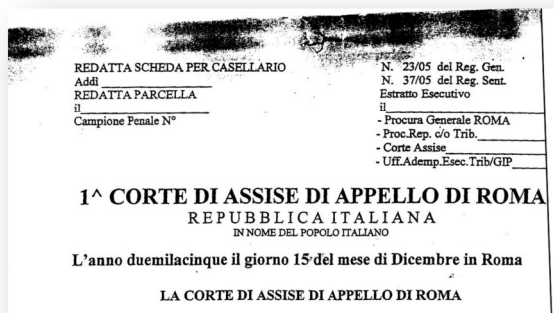 REDATTA SCHEDA PER CASELLARIO
Addì
REDATTA PARCELLA
il
Campione Penale N°
N. 23/05 del Reg. Gen.
N. 37/05 del Reg. Sent.
Estratto Esecutivo
il
- Procura Generale ROMA
- Proc.Rep. c/o Trib.
- Corte Assise
- Uff.Ademp.Esec.Trib/GIP
1^ CORTE DI ASSISE DI APPELLO DI ROMA
REPUBBLICA ITALIANA
IN NOME DEL POPOLO ITALIANO
L'anno duemilacinque il giorno 15 del mese di Dicembre in Roma
LA CORTE DI ASSISE DI APPELLO DI ROMA